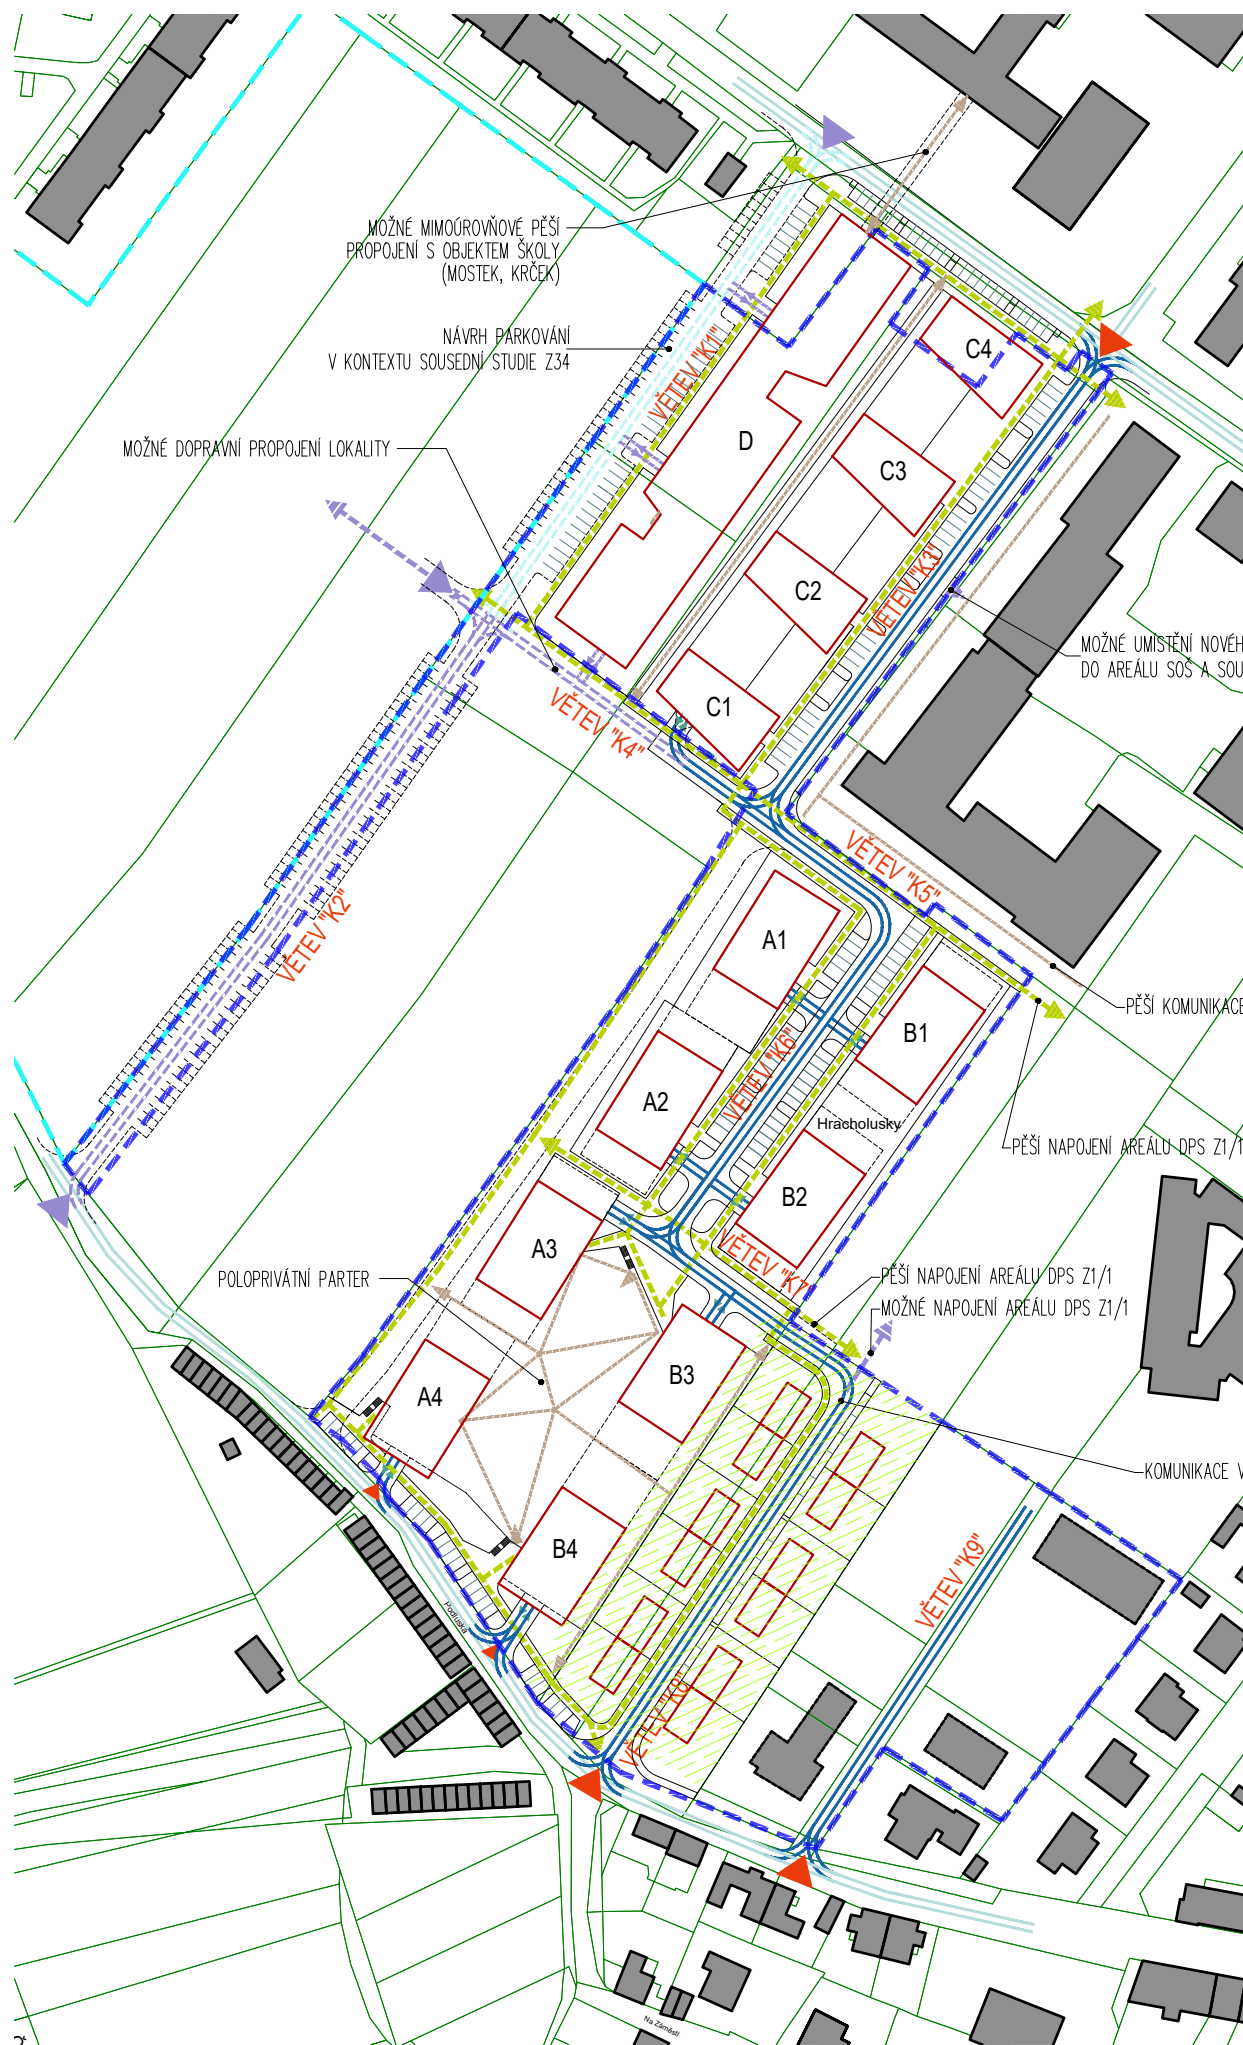 MOŽNÉ MIMOÚROVŇOVÉ PĚŠÍ
PROPOJENÍ S OBJEKTEM ŠKOLY
(MOSTEK, KRČEK)
NÁVRH PARKOVÁNÍ
V KONTEXTU SOUSEDNÍ STUDIE Z34
VĚTEV "K1"
C4
D
C3
MOŽNÉ DOPRAVNÍ PROPOJENÍ LOKALITY
VĚTEV "K3"
C2
MOŽNÉ UMÍSTĚNÍ NOVÉH
DO AREÁLU SOŠ A SOU
C1
VĚTEV "K4"
VĚTEV "K5"
VĚTEV "K2"
A1
B1
PĚŠÍ KOMUNIKACE
VĚTEV "K6"
A2
Hracholusky
PĚŠÍ NAPOJENÍ AREÁLU DPS Z1/1
B2
A3
VĚTEV "K7"
POLOPRIVÁTNÍ PARTER
PĚŠÍ NAPOJENÍ AREÁLU DPS Z1/1
MOŽNÉ NAPOJENÍ AREÁLU DPS Z1/1
B3
A4
KOMUNIKACE V
B4
VĚTEV "K9"
Podluská
VĚTEV "K8"
Na Záměstí